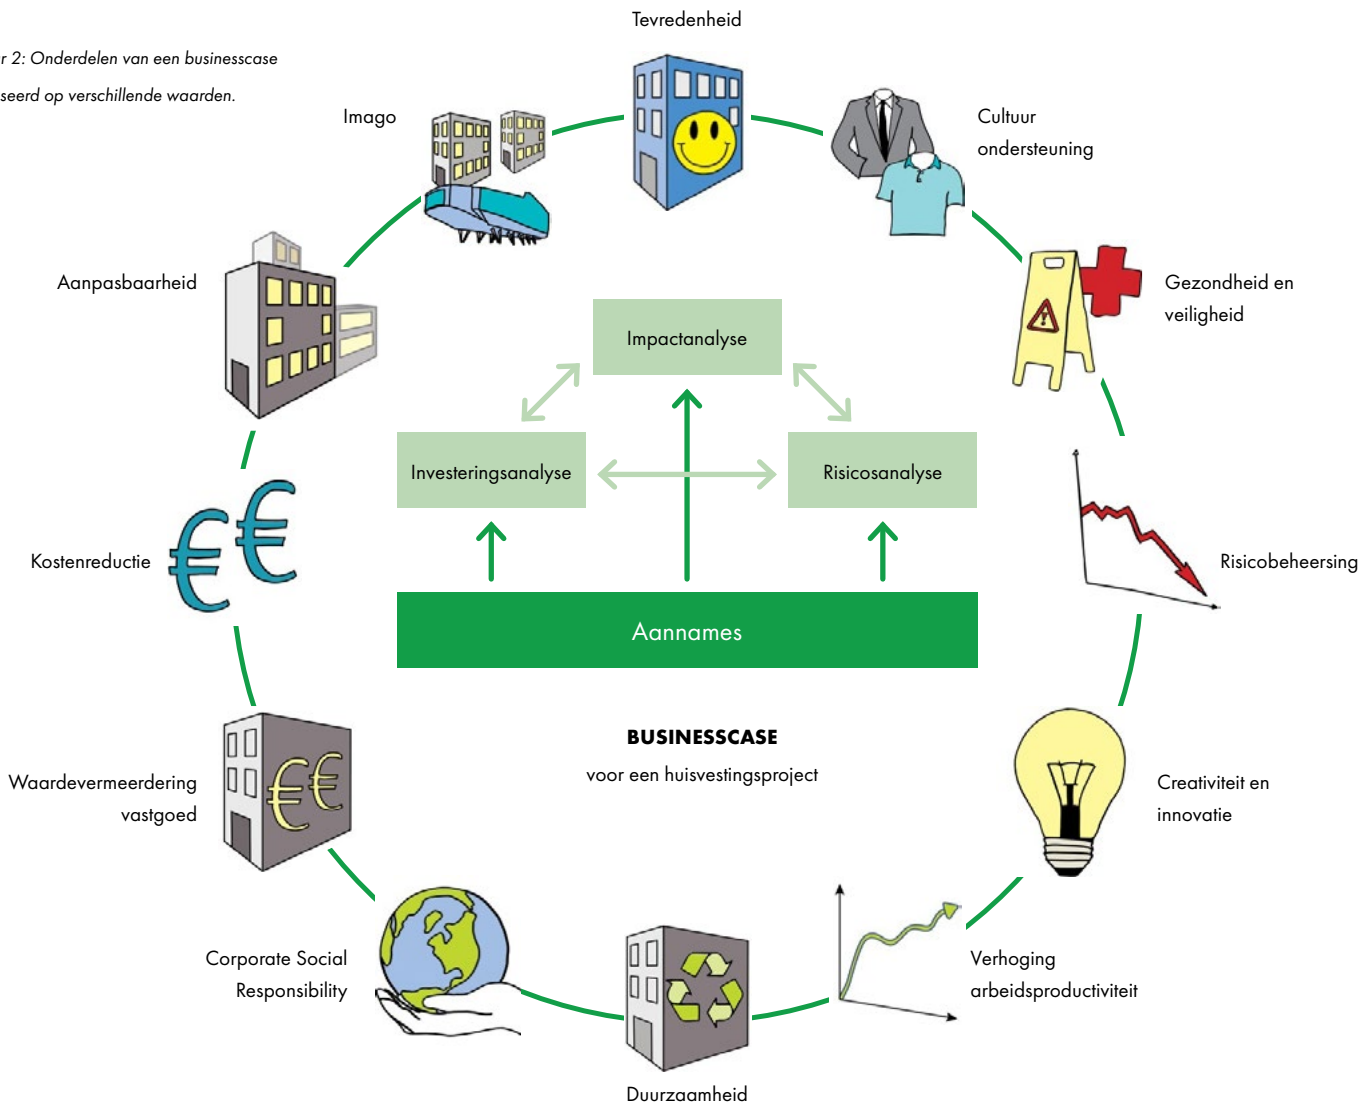 r 2: Onderdelen van een businesscase
seerd op verschillende waarden.
Tevredenheid
Imago
Cultuur
ondersteuning
Aanpasbaarheid
Gezondheid en
veiligheid
Impactanalyse
Investeringsanalyse
Risicosanalyse
Kostenreductie
Risicobeheersing
Aannames
BUSINESSCASE
voor een huisvestingsproject
Waardevermeerdering
vastgoed
Creativiteit en
innovatie
Corporate Social
Responsibility
Verhoging
arbeidsproductiviteit
Duurzaamheid